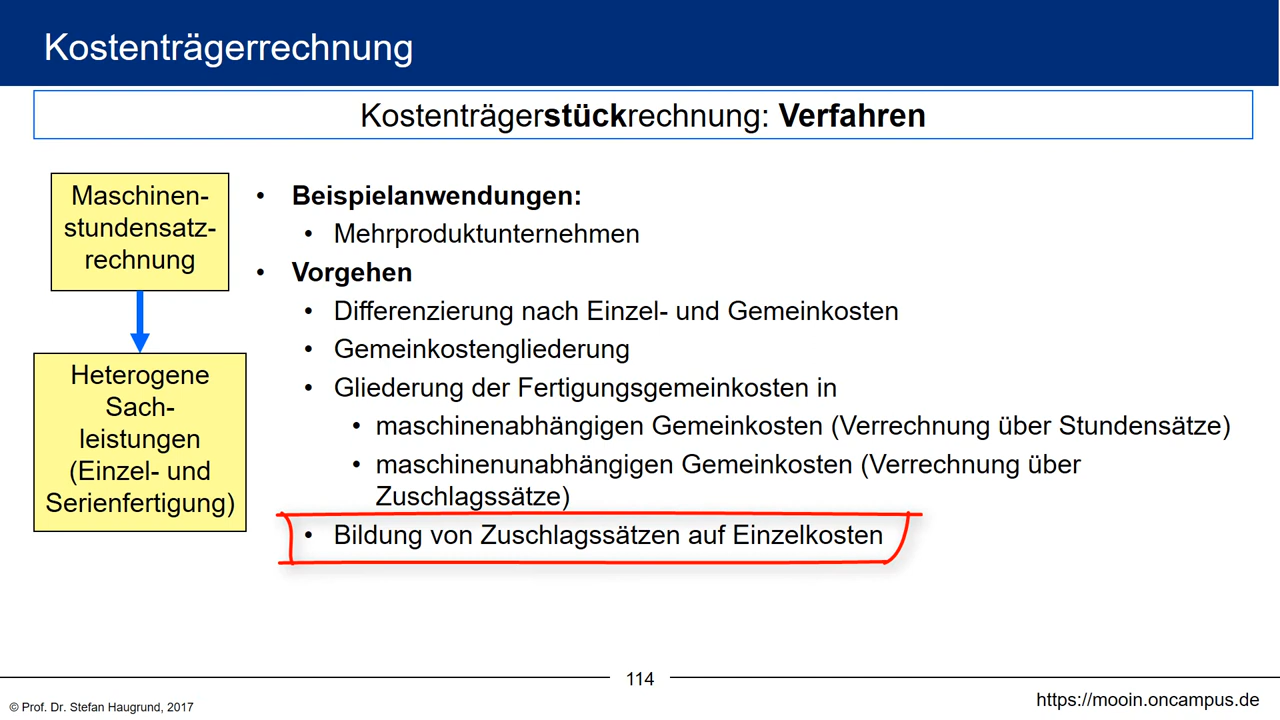 Kostenträgerrechnung
Kostenträgerstückrechnung: Verfahren
Maschinen-
stundensatz-
rechnung
Heterogene
Sach-
leistungen
(Einzel- und
Serienfertigung)
• Beispielanwendungen:
• Mehrproduktunternehmen
• Vorgehen
• Differenzierung nach Einzel- und Gemeinkosten
• Gemeinkostengliederung
• Gliederung der Fertigungsgemeinkosten in
• maschinenabhängigen Gemeinkosten (Verrechnung über Stundensätze)
• maschinenunabhängigen Gemeinkosten (Verrechnung über
Zuschlagssätze)
• Bildung von Zuschlagssätzen auf Einzelkosten
114
© Prof. Dr. Stefan Haugrund, 2017
https://mooin.oncampus.de